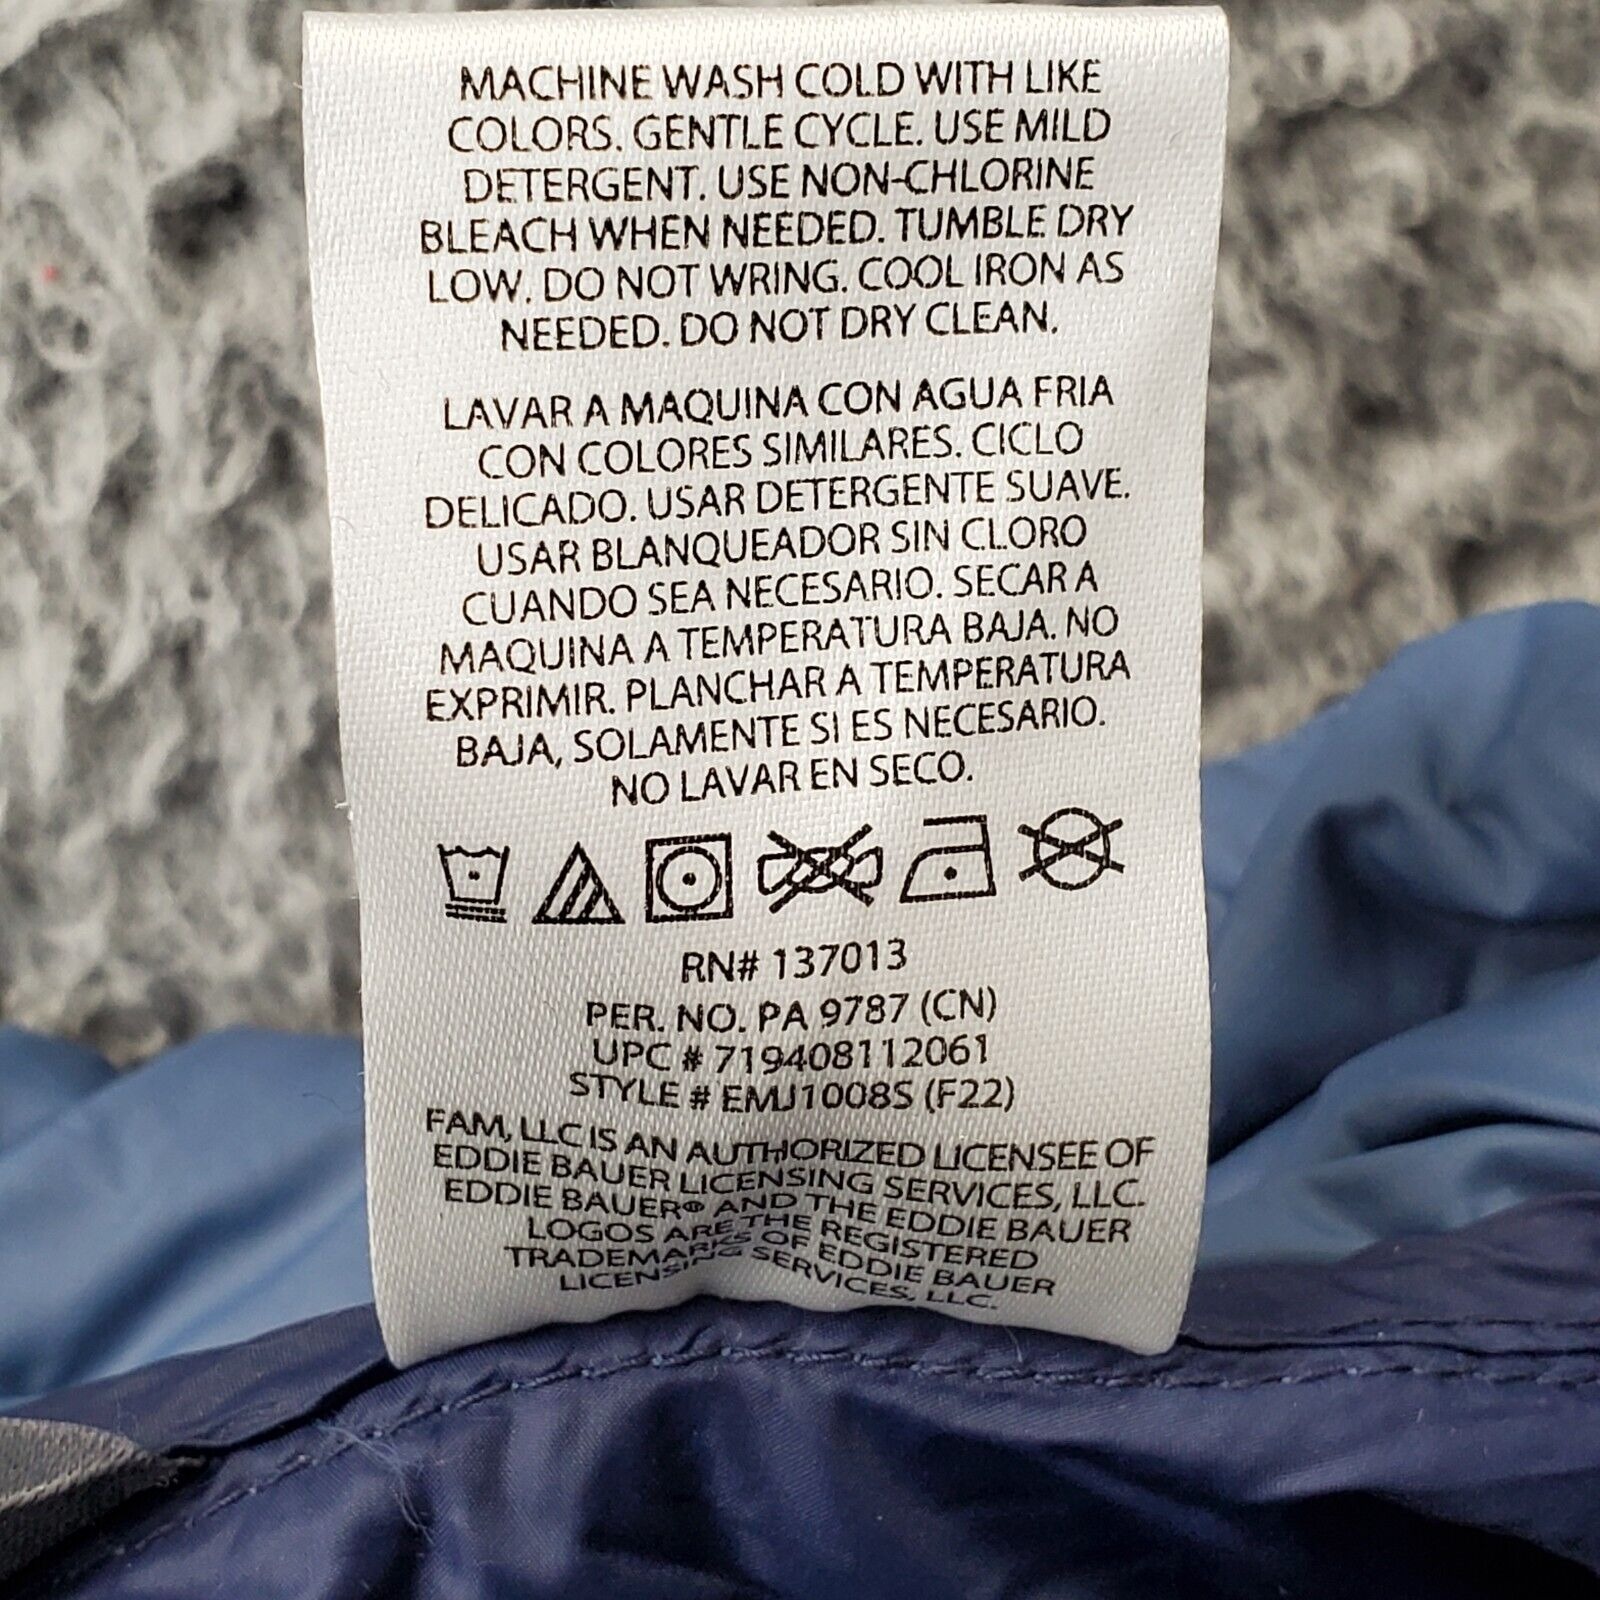 MACHINE WASH COLD WITH LIKE
COLORS. GENTLE CYCLE. USE MILD
DETERGENT. USE NON-CHLORINE
BLEACH WHEN NEEDED. TUMBLE DRY
LOW. DO NOT WRING. COOL IRON AS
NEEDED. DO NOT DRY CLEAN.
LAVAR A MAQUINA CON AGUA FRIA
CON COLORES SIMILARES. CICLO
DELICADO. USAR DETERGENTE SUAVE.
USAR BLANQUEADOR SIN CLORO
CUANDO SEA NECESARIO. SECAR A
MAQUINA A TEMPERATURA BAJA. NO
EXPRIMIR. PLANCHAR A TEMPERATURA
BAJA, SOLAMENTE SI ES NECESARIO.
NO LAVAR EN SECO.
RN# 137013
PER. NO. PA 9787 (CN)
UPC # 719408112061
STYLE # EMJ1008S (F22)
FAM, LLC IS AN AUTHORIZED LICENSEE OF
EDDIE BAUER LICENSING SERVICES, LLC.
EDDIE BAUER® AND THE EDDIE BAUER
LOGOS ARE THE REGISTERED
TRADEMARKS OF EDDIE BAUER
LICENSING SERVICES, LLC.